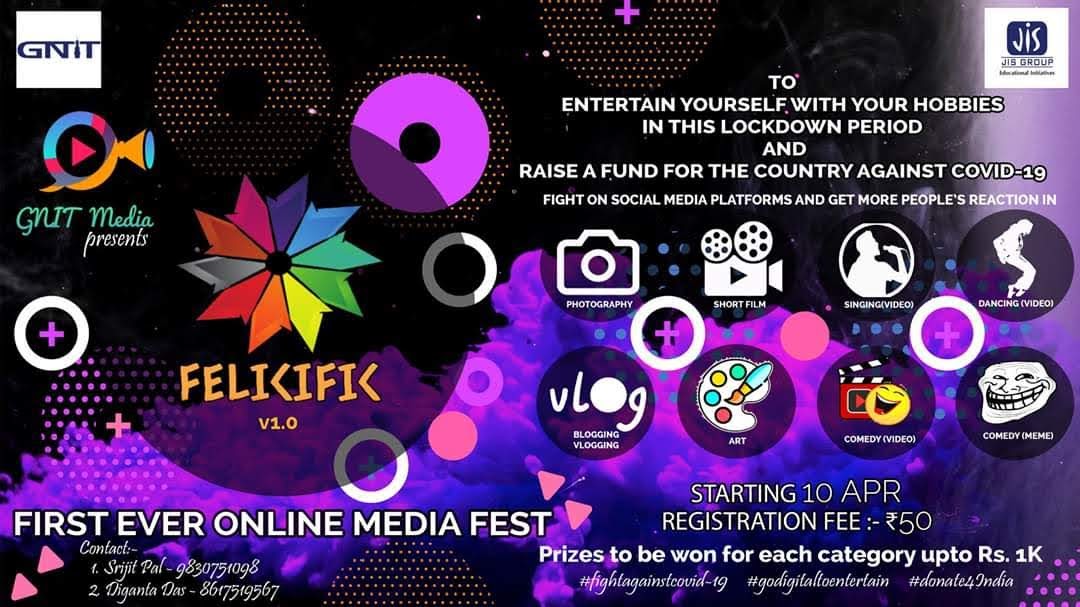 GNIT
JIS
JIS GROUP
Educational Initiatives
GNIT Media
presents
FELICIFIC
v1.0
FIRST EVER ONLINE MEDIA FEST
Contact:-
1. Srijit Pal - 9830751098
2. Diganta Das - 8617519567
TO
ENTERTAIN YOURSELF WITH YOUR HOBBIES
IN THIS LOCKDOWN PERIOD
AND
RAISE A FUND FOR THE COUNTRY AGAINST COVID-19
FIGHT ON SOCIAL MEDIA PLATFORMS AND GET MORE PEOPLE'S REACTION IN
PHOTOGRAPHY
SHORT FILM
SINGING(VIDEO)
DANCING (VIDEO)
vlog
BLOGGING
VLOGGING
ART
COMEDY (VIDEO)
COMEDY (MEME)
STARTING 10 APR
REGISTRATION FEE :- ₹50
Prizes to be won for each category upto Rs. 1K
#fightagainstcovid-19 #godigitaltoentertain #donate4India